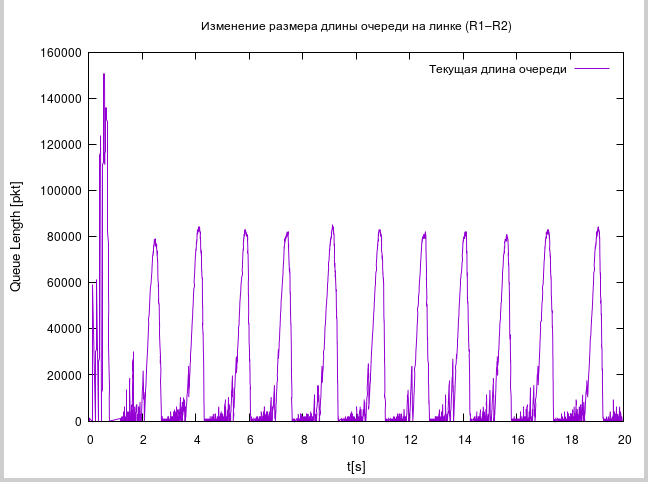 Изменение размера длины очереди на линке (R1−R2)
160000
Текущая длина очереди
140000
120000
100000
80000
60000
40000
20000
0
Queue Length [pkt]
0 2 4 6 8 10 12 14 16 18 20
t[s]